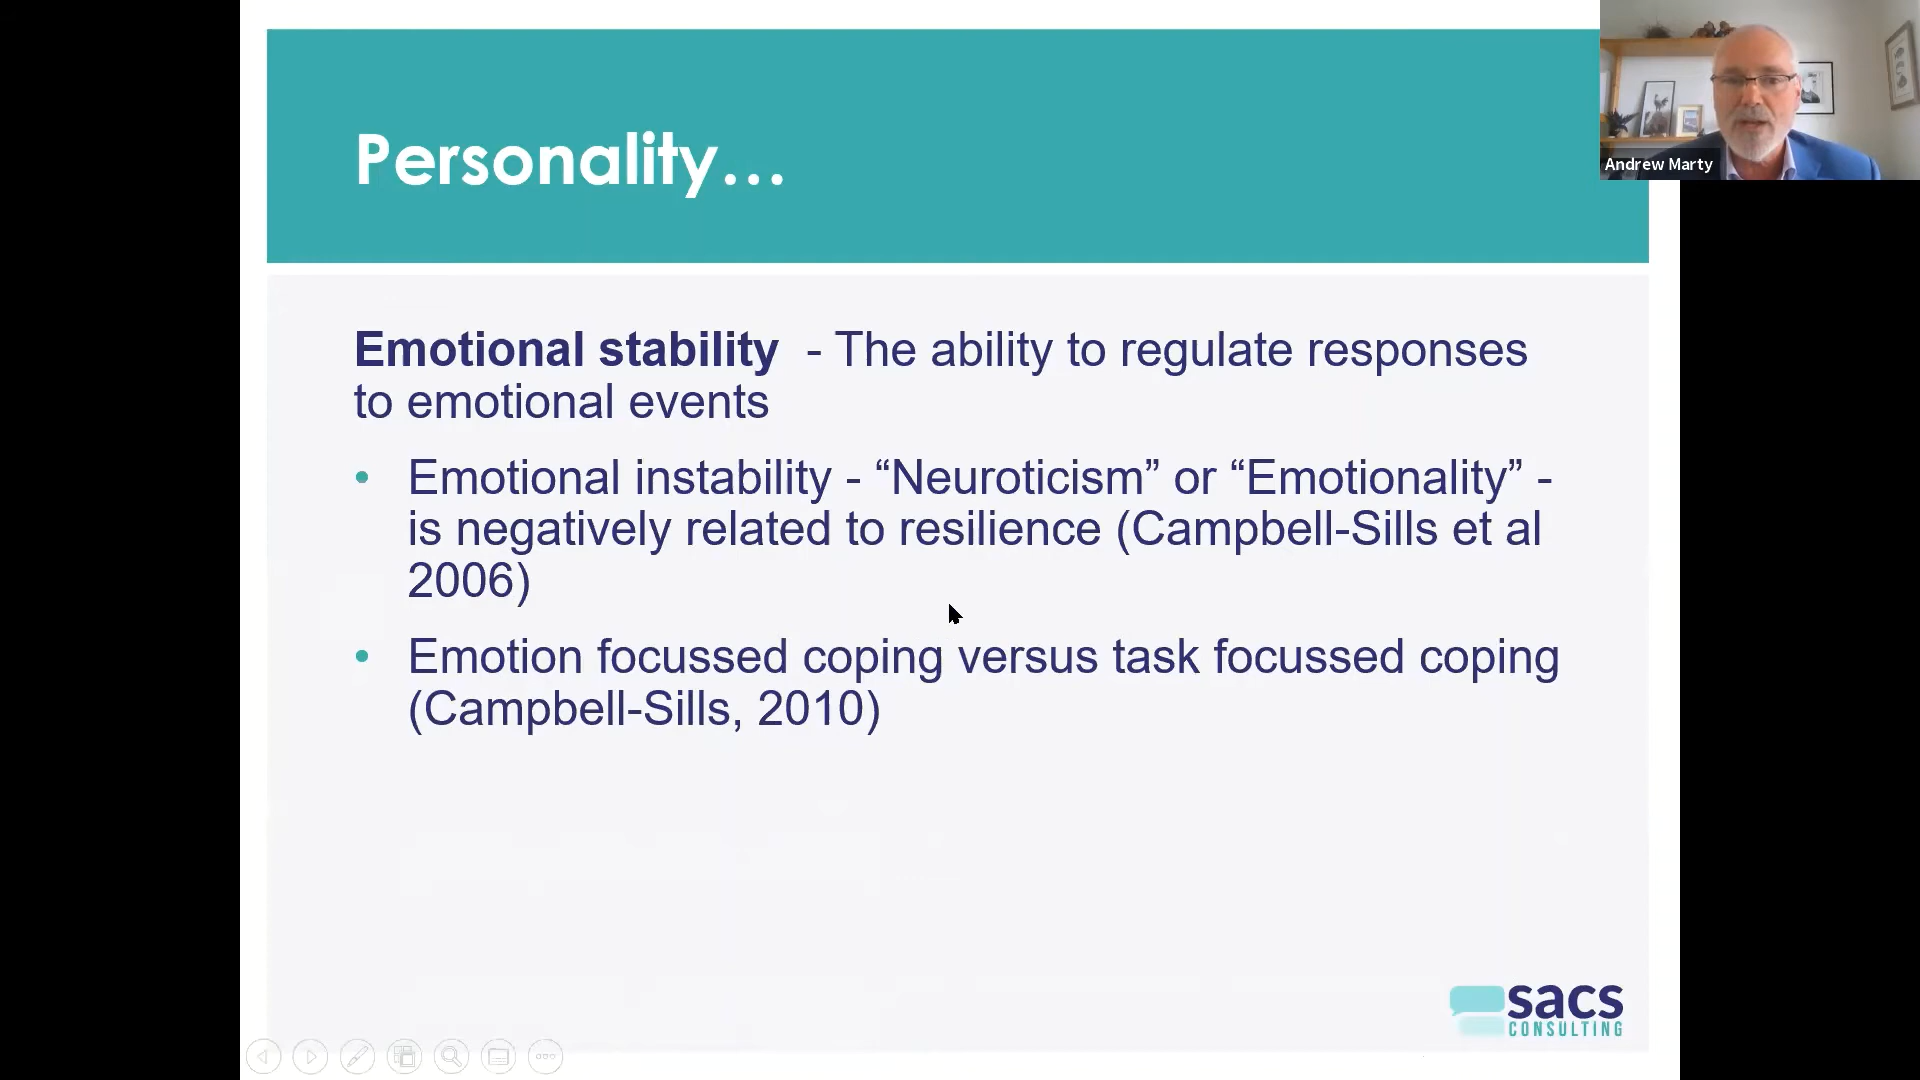 Personality...
Andrew Marty
Emotional stability - The ability to regulate responses
to emotional events
• Emotional instability - “Neuroticism” or “Emotionality” -
is negatively related to resilience (Campbell-Sills et al
2006)
• Emotion focussed coping versus task focussed coping
(Campbell-Sills, 2010)
sacs
CONSULTING